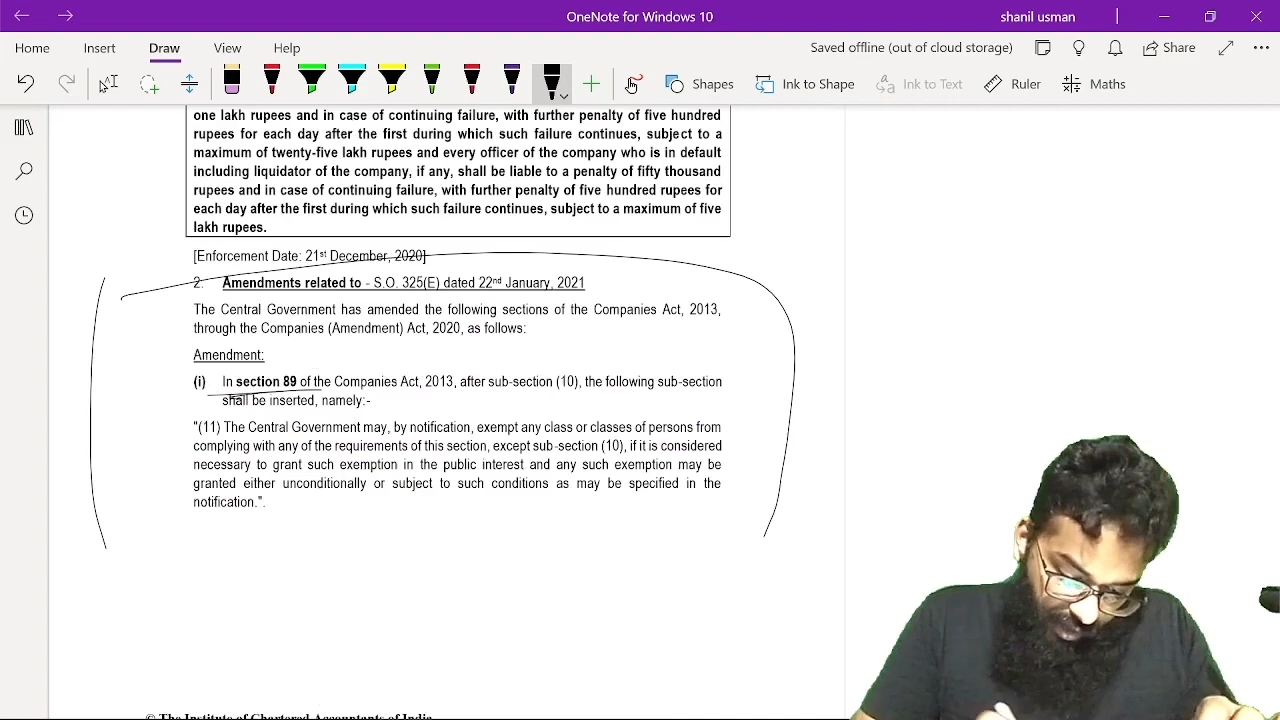 OneNote for Windows 10
shanil usman
Home Insert Draw View Help
Saved offline (out of cloud storage)
Share
Shapes
Ink to Shape
Ink to Text
Ruler
Maths
one lakh rupees and in case of continuing failure, with further penalty of five hundred
rupees for each day after the first during which such failure continues, subject to a
maximum of twenty-five lakh rupees and every officer of the company who is in default
including liquidator of the company, if any, shall be liable to a penalty of fifty thousand
rupees and in case of continuing failure, with further penalty of five hundred rupees for
each day after the first during which such failure continues, subject to a maximum of five
lakh rupees.
[Enforcement Date: 21st December, 2020]
2. Amendments related to - S.O. 325(E) dated 22nd January, 2021
The Central Government has amended the following sections of the Companies Act, 2013,
through the Companies (Amendment) Act, 2020, as follows:
Amendment:
(i) In section 89 of the Companies Act, 2013, after sub-section (10), the following sub-section
shall be inserted, namely:-
"(11) The Central Government may, by notification, exempt any class or classes of persons from
complying with any of the requirements of this section, except sub-section (10), if it is considered
necessary to grant such exemption in the public interest and any such exemption may be
granted either unconditionally or subject to such conditions as may be specified in the
notification.".
© The Institute of Chartered Accountants of India